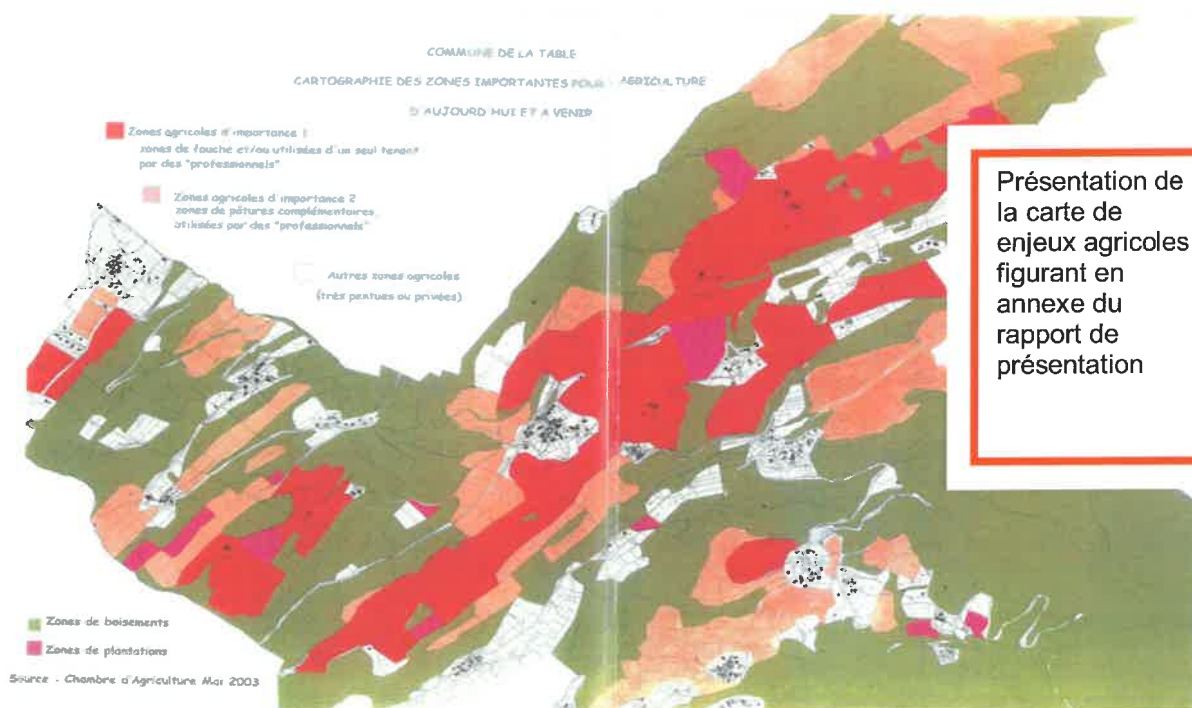 COMMUNE DE LA TABLE
CARTOGRAPHIE DES ZONES IMPORTANTES POUR L'AGRICULTURE
D'AUJOURD HUI ET A VENIR
Zones agricoles d'importance 1
zones de fauche et/ou utilisées d'un seul tenant
par des "professionnels"
Zones agricoles d'importance 2
zones de pâtures complémentaires
utilisées par des "professionnels"
Autres zones agricoles
(très pentues ou privées)
Présentation de
la carte de
enjeux agricoles
figurant en
annexe du
rapport de
présentation
Zones de boisements
Zones de plantations
Source - Chambre d'Agriculture Mai 2003